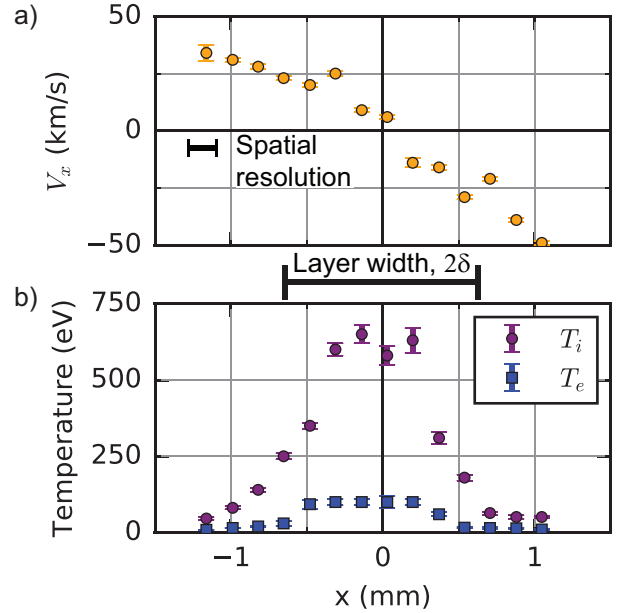 a)
50
0
−50
V_x (km/s)
Spatial
resolution
Layer width, 2δ
b)
750
500
250
0
Temperature (eV)
T_i
T_e
−1
0
1
x (mm)